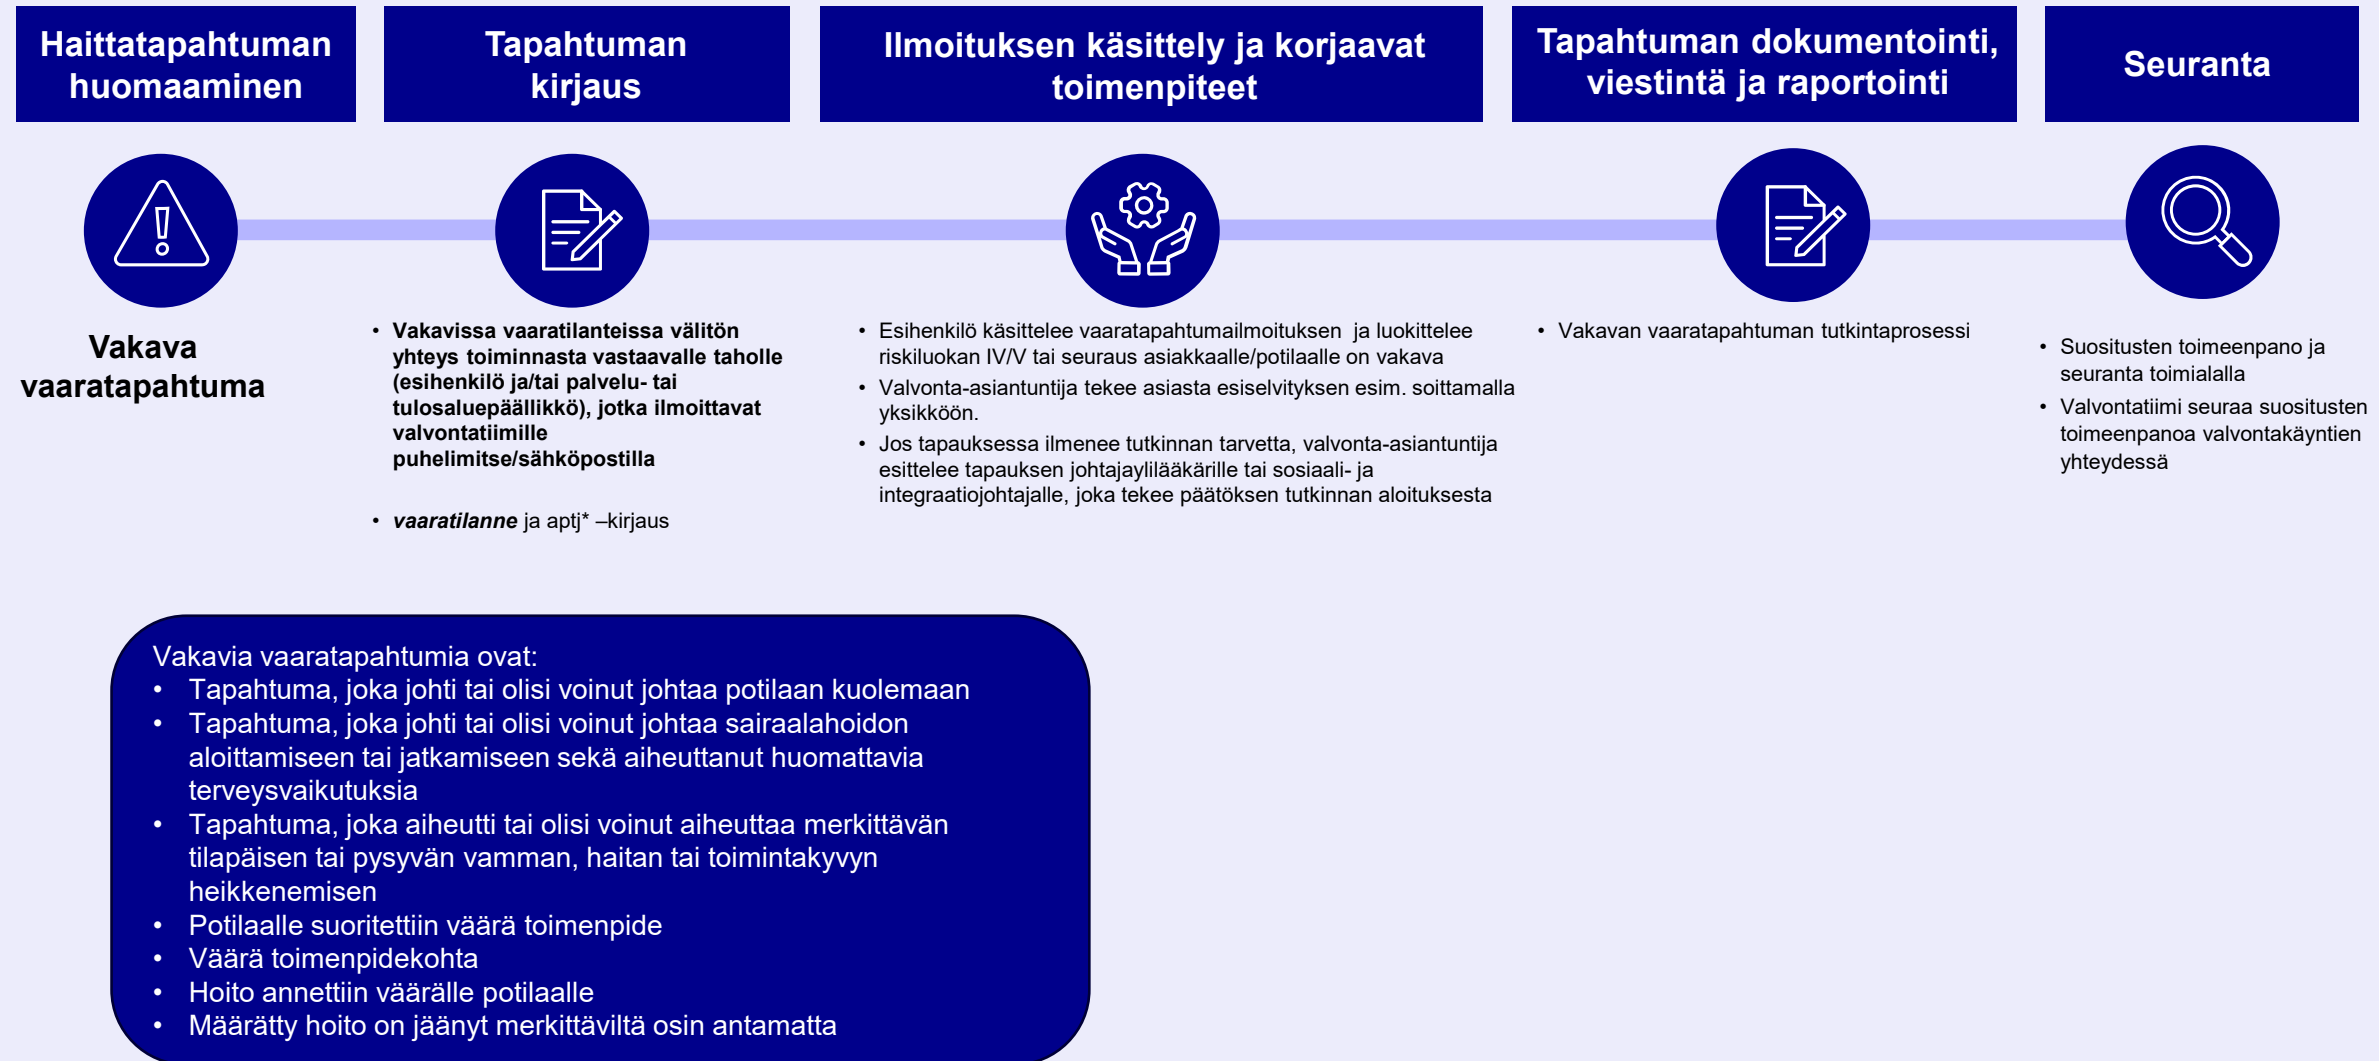 Haittatapahtuman
huomaaminen
Tapahtuman
kirjaus
Ilmoituksen käsittely ja korjaavat
toimenpiteet
Tapahtuman dokumentointi,
viestintä ja raportointi
Seuranta
Vakava
vaaratapahtuma
• Vakavissa vaaratilanteissa välitön
yhteys toiminnasta vastaavalle taholle
(esihenkilö ja/tai palvelu- tai
tulosaluepäällikkö), jotka ilmoittavat
valvontatiimille
puhelimitse/sähköpostilla
• vaaratilanne ja aptj* –kirjaus
• Esihenkilö käsittelee vaaratapahtumailmoituksen ja luokittelee
riskiluokan IV/V tai seuraus asiakkaalle/potilaalle on vakava
• Valvonta-asiantuntija tekee asiasta esiselvityksen esim. soittamalla
yksikköön.
• Jos tapauksessa ilmenee tutkinnan tarvetta, valvonta-asiantuntija
esittelee tapauksen johtajaylilääkärille tai sosiaali- ja
integraatiojohtajalle, joka tekee päätöksen tutkinnan aloituksesta
• Vakavan vaaratapahtuman tutkintaprosessi
• Suositusten toimeenpano ja
seuranta toimialalla
• Valvontatiimi seuraa suositusten
toimeenpanoa valvontakäyntien
yhteydessä
Vakavia vaaratapahtumia ovat:
• Tapahtuma, joka johti tai olisi voinut johtaa potilaan kuolemaan
• Tapahtuma, joka johti tai olisi voinut johtaa sairaalahoidon
aloittamiseen tai jatkamiseen sekä aiheuttanut huomattavia
terveysvaikutuksia
• Tapahtuma, joka aiheutti tai olisi voinut aiheuttaa merkittävän
tilapäisen tai pysyvän vamman, haitan tai toimintakyvyn
heikkenemisen
• Potilaalle suoritettiin väärä toimenpide
• Väärä toimenpidekohta
• Hoito annettiin väärälle potilaalle
• Määrätty hoito on jäänyt merkittäviltä osin antamatta